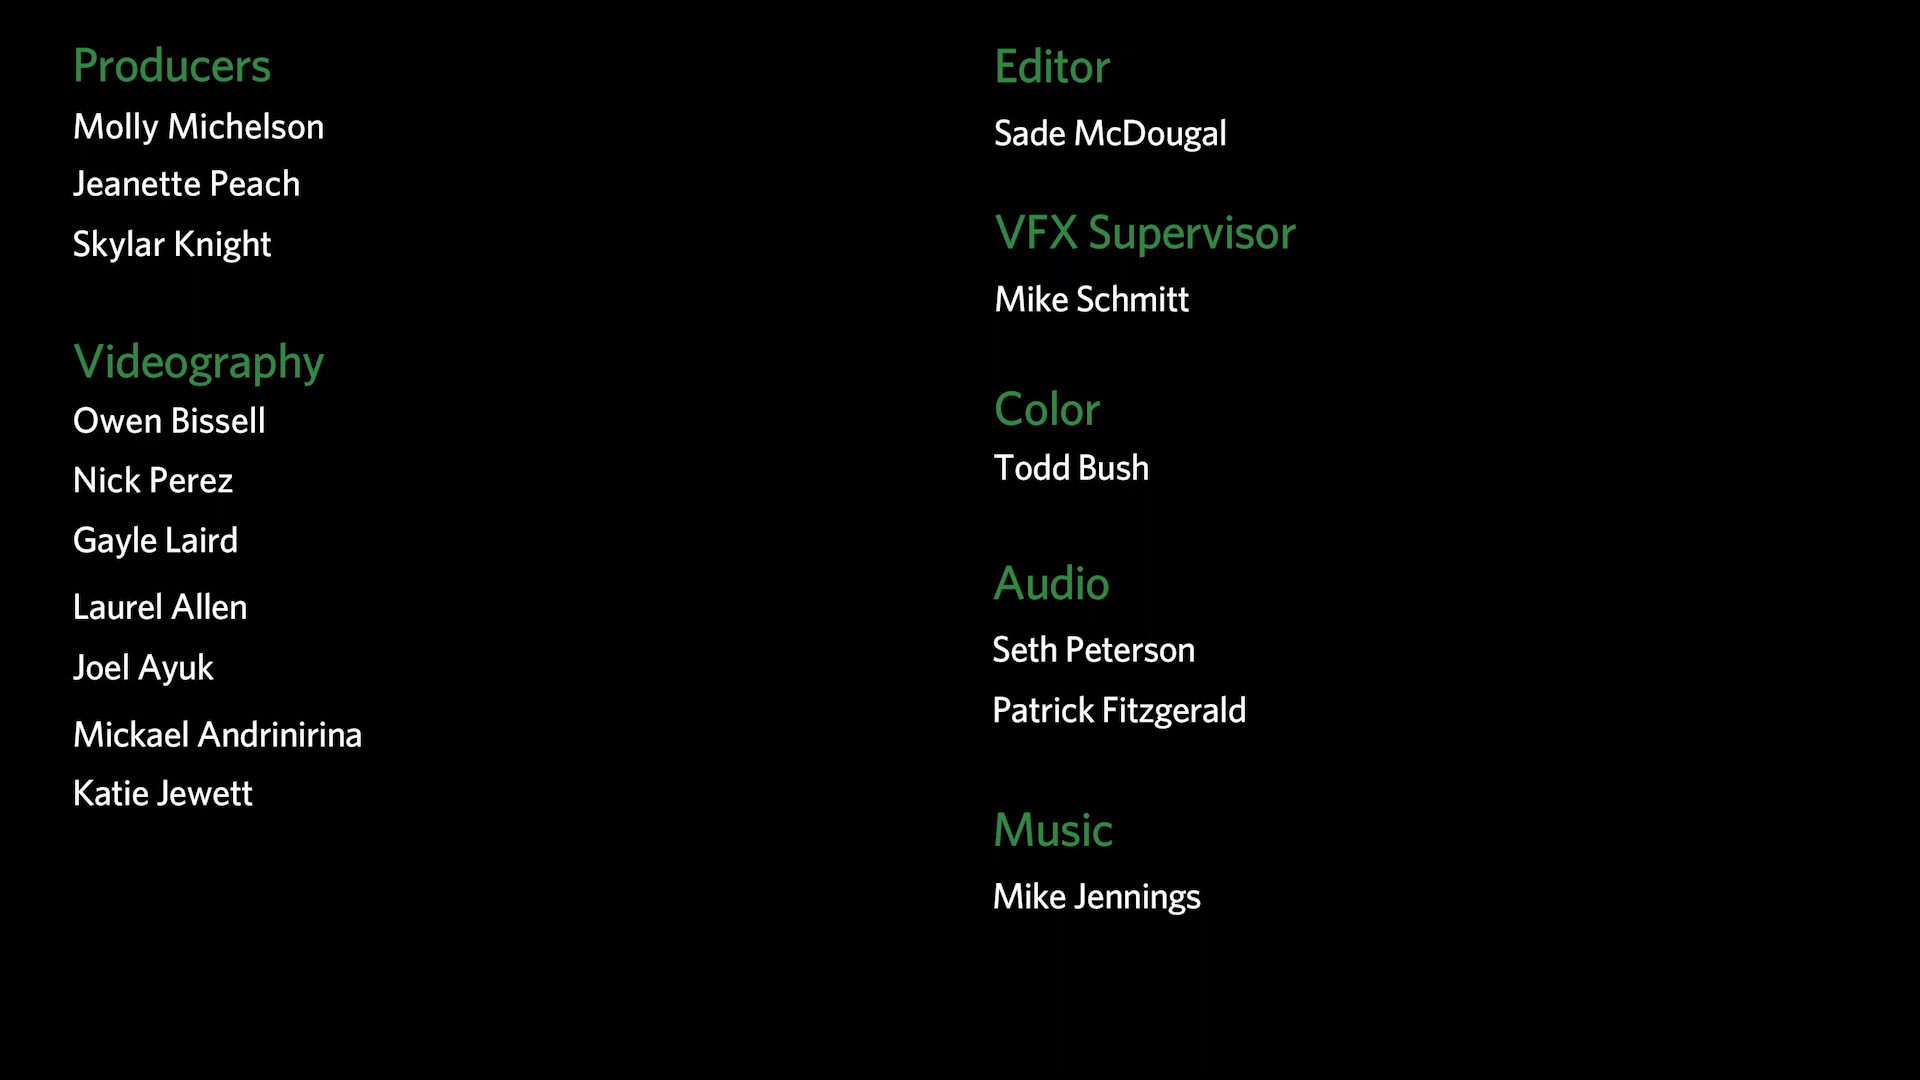 Producers
Molly Michelson
Jeanette Peach
Skylar Knight
Videography
Owen Bissell
Nick Perez
Gayle Laird
Laurel Allen
Joel Ayuk
Mickael Andrinirina
Katie Jewett
Editor
Sade McDougal
VFX Supervisor
Mike Schmitt
Color
Todd Bush
Audio
Seth Peterson
Patrick Fitzgerald
Music
Mike Jennings